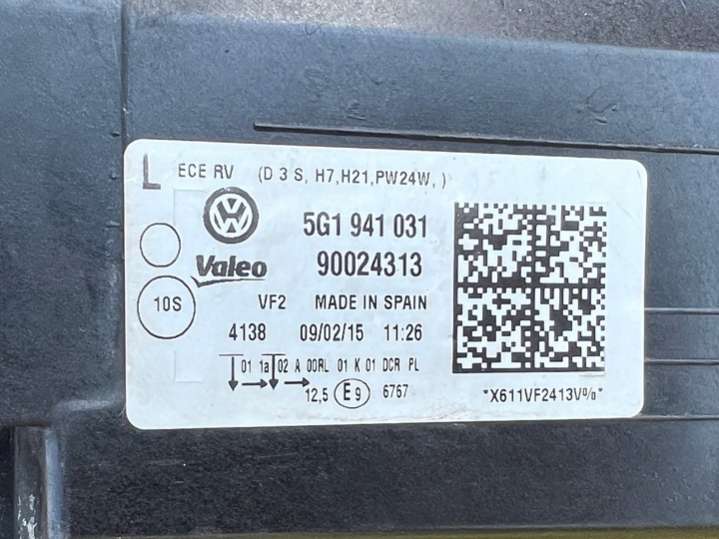 L ECE RV (D 3 S, H7,H21,PW24W, )
5G1 941 031
Valeo 90024313
10S VF2 MADE IN SPAIN
4138 09/02/15 11:26
01 1a 02 A 00RL 01 K 01 DCR PL
12,5 E9 6767
*X611VF2413V%*